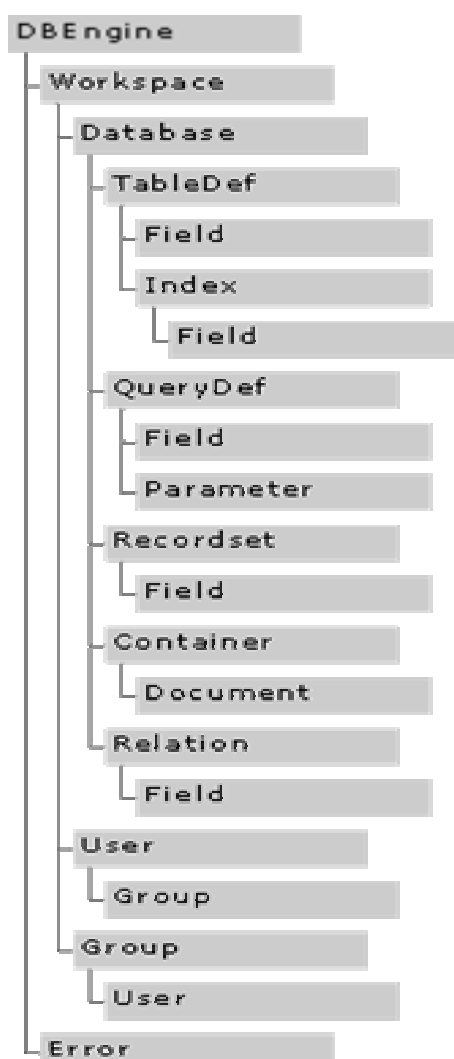 DBEngine
Workspace
Database
TableDef
Field
Index
Field
QueryDef
Field
Parameter
Recordset
Field
Container
Document
Relation
Field
User
Group
Group
User
Error